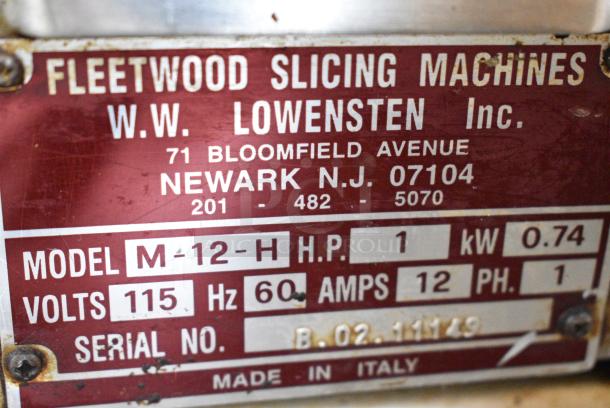 FLEETWOOD SLICING MACHINES
W.W. LOWENSTEN Inc.
71 BLOOMFIELD AVENUE
NEWARK N.J. 07104
201 - 482 - 5070
MODEL M-12-H H.P. 1 kW 0.74
VOLTS 115 Hz 60 AMPS 12 PH. 1
SERIAL NO. B.02.11149
MADE IN ITALY